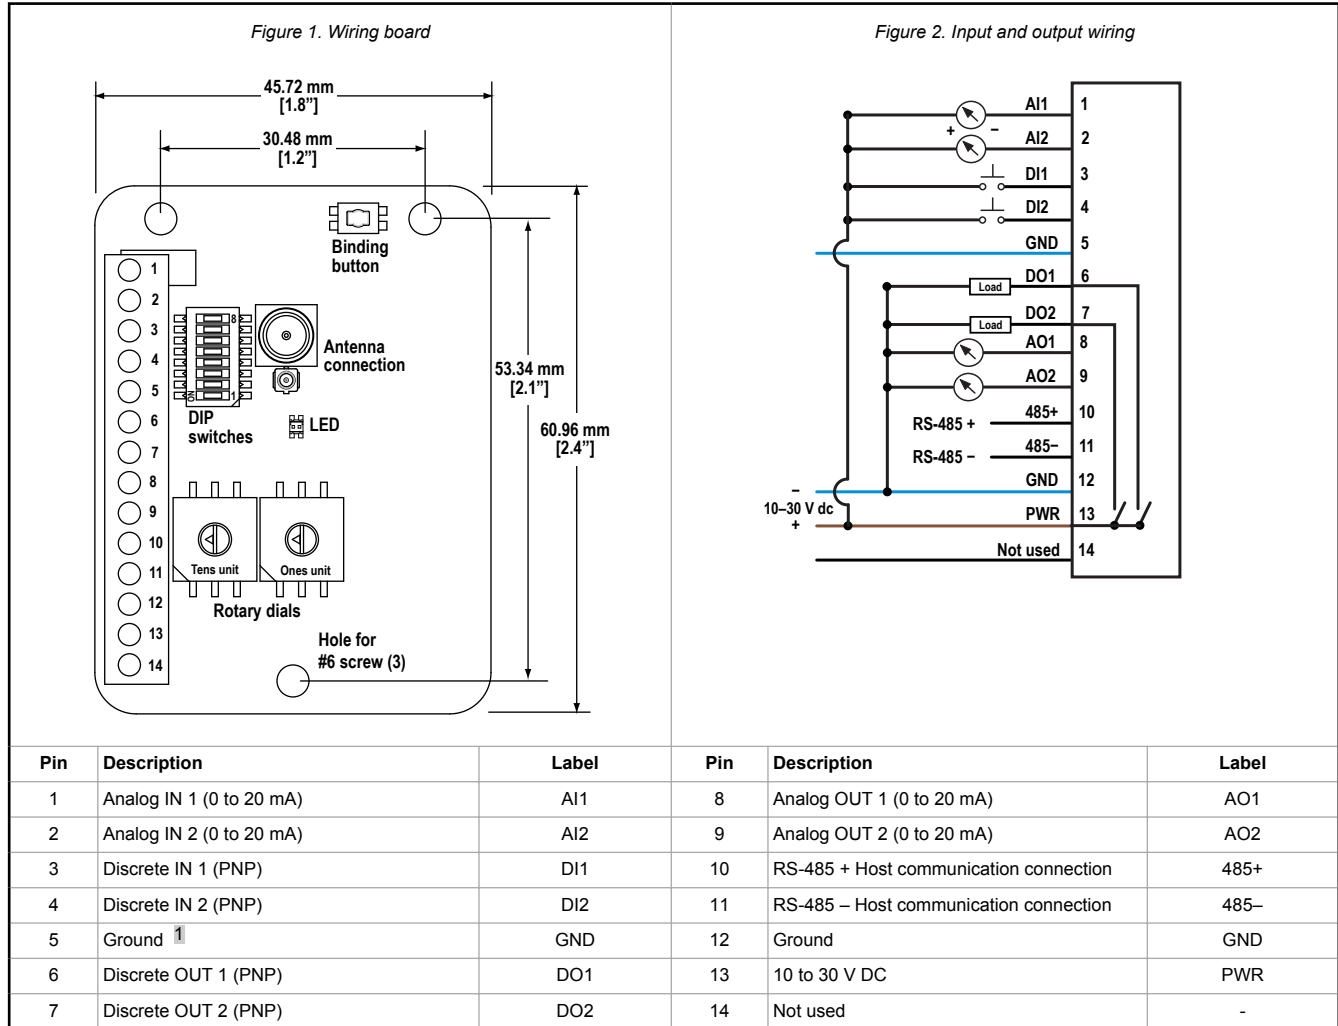 Figure 1. Wiring board
45.72 mm
[1.8”]
30.48 mm
[1.2”]
Binding
button
1
2
3
4
5
6
7
8
9
10
11
12
13
14
8
ON
1
DIP
switches
Antenna
connection
LED
53.34 mm
[2.1”]
60.96 mm
[2.4”]
Tens unit
Ones unit
Rotary dials
Hole for
#6 screw (3)
Figure 2. Input and output wiring
AI1 1
+ –
AI2 2
DI1 3
DI2 4
GND 5
Load DO1 6
Load DO2 7
AO1 8
AO2 9
RS-485 + 485+ 10
RS-485 – 485– 11
– GND 12
10–30 V dc
+ PWR 13
Not used 14
Pin Description Label Pin Description Label
1 Analog IN 1 (0 to 20 mA) AI1 8 Analog OUT 1 (0 to 20 mA) AO1
2 Analog IN 2 (0 to 20 mA) AI2 9 Analog OUT 2 (0 to 20 mA) AO2
3 Discrete IN 1 (PNP) DI1 10 RS-485 + Host communication connection 485+
4 Discrete IN 2 (PNP) DI2 11 RS-485 – Host communication connection 485–
5 Ground 1 GND 12 Ground GND
6 Discrete OUT 1 (PNP) DO1 13 10 to 30 V DC PWR
7 Discrete OUT 2 (PNP) DO2 14 Not used -